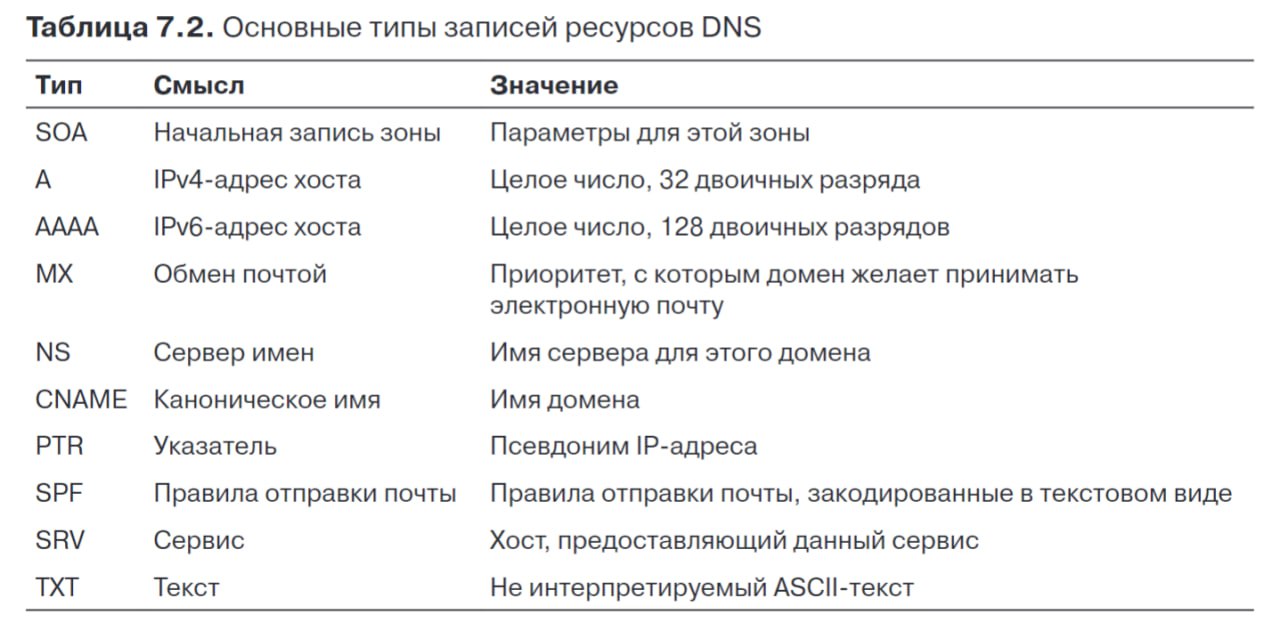 Таблица 7.2. Основные типы записей ресурсов DNS
Тип Смысл Значение
SOA Начальная запись зоны Параметры для этой зоны
A IPv4-адрес хоста Целое число, 32 двоичных разряда
AAAA IPv6-адрес хоста Целое число, 128 двоичных разрядов
MX Обмен почтой Приоритет, с которым домен желает принимать
электронную почту
NS Сервер имен Имя сервера для этого домена
CNAME Каноническое имя Имя домена
PTR Указатель Псевдоним IP-адреса
SPF Правила отправки почты Правила отправки почты, закодированные в текстовом виде
SRV Сервис Хост, предоставляющий данный сервис
TXT Текст Не интерпретируемый ASCII-текст